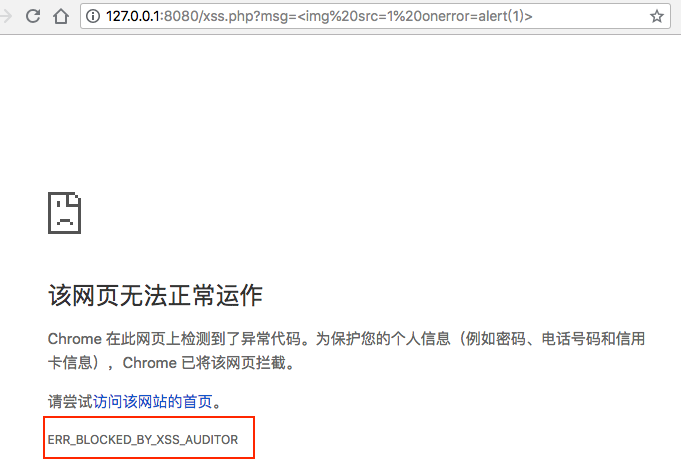 127.0.0.1:8080/xss.php?msg=<img%20src=1%20onerror=alert(1)>
该网页无法正常运作
Chrome 在此网页上检测到了异常代码。为保护您的个人信息（例如密码、电话号码和信用
卡信息），Chrome 已将该网页拦截。
请尝试访问该网站的首页。
ERR_BLOCKED_BY_XSS_AUDITOR